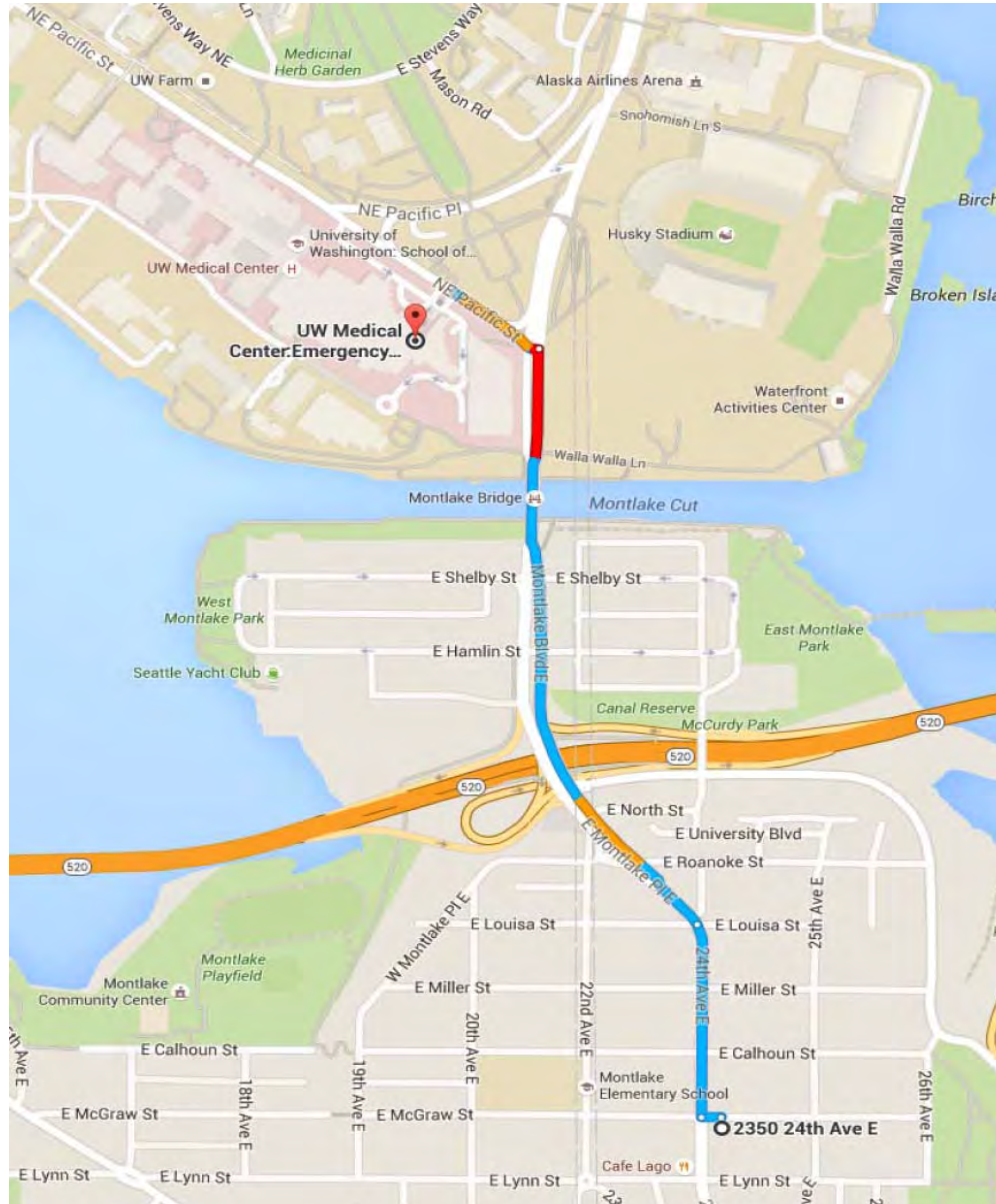 NE Pacific St
Stevens Way NE
Ln
Medicinal
Herb Garden
E Stevens Way
UW Farm
Mason Rd
Alaska Airlines Arena
Snohomish Ln S
NE Pacific Pl
University of
Washington: School of...
UW Medical Center
H
Husky Stadium
Walla Walla Rd
Birch
Broken Isla
NE Pacific St
UW Medical
Center:Emergency...
Waterfront
Activities Center
Walla Walla Ln
Montlake Bridge
Montlake Cut
E Shelby St
E Shelby St
Montlake Blvd E
West
Montlake Park
East Montlake
Park
E Hamlin St
Seattle Yacht Club
Canal Reserve
McCurdy Park
520
520
520
520
E North St
E University Blvd
E Montlake Pl E
E Roanoke St
W Montlake Pl E
E Louisa St
E Louisa St
25th Ave E
Montlake
Playfield
24th Ave E
Montlake
Community Center
E Miller St
E Miller St
20th Ave E
22nd Ave E
E Calhoun St
E Calhoun St
19th Ave E
18th Ave E
26th Ave E
Montlake
Elementary School
E McGraw St
E McGraw St
2350 24th Ave E
Cafe Lago
E Lynn St
E Lynn St
E Lynn St
E Lynn St